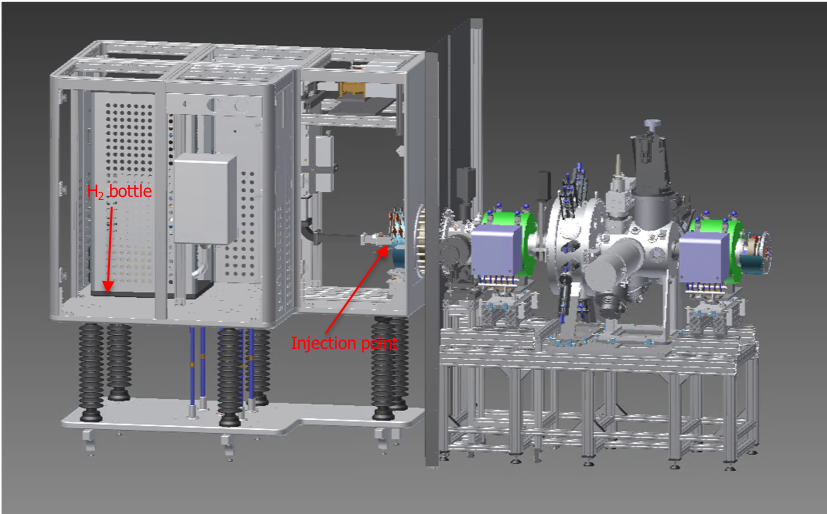 H₂ bottle
Injection point